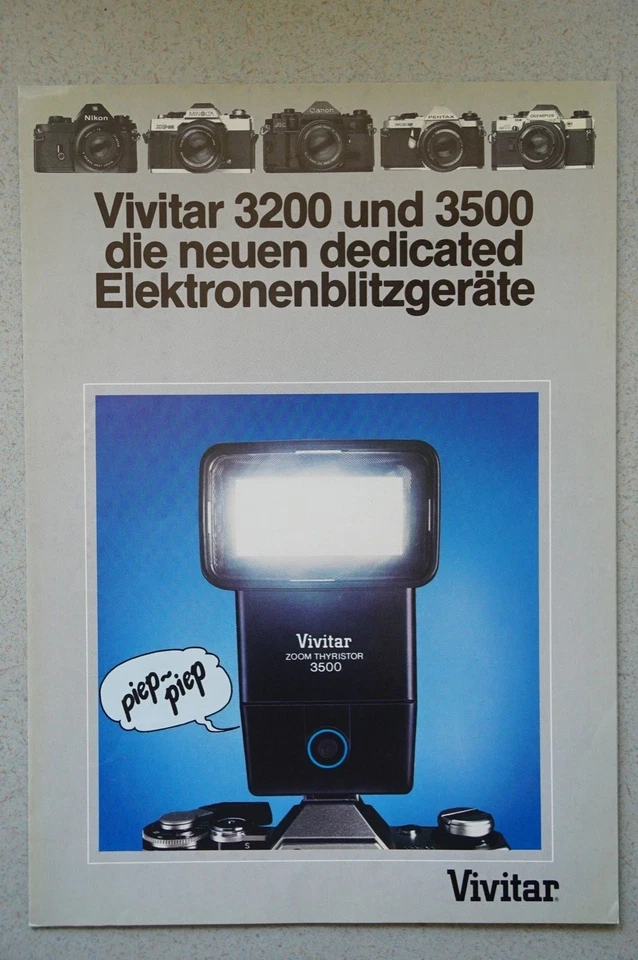 Nikon
MINOLTA
Canon
PENTAX
OLYMPUS
Vivitar 3200 und 3500
die neuen dedicated
Elektronenblitzgeräte
Vivitar
ZOOM THYRISTOR
3500
piep~
piep
S
Vivitar®